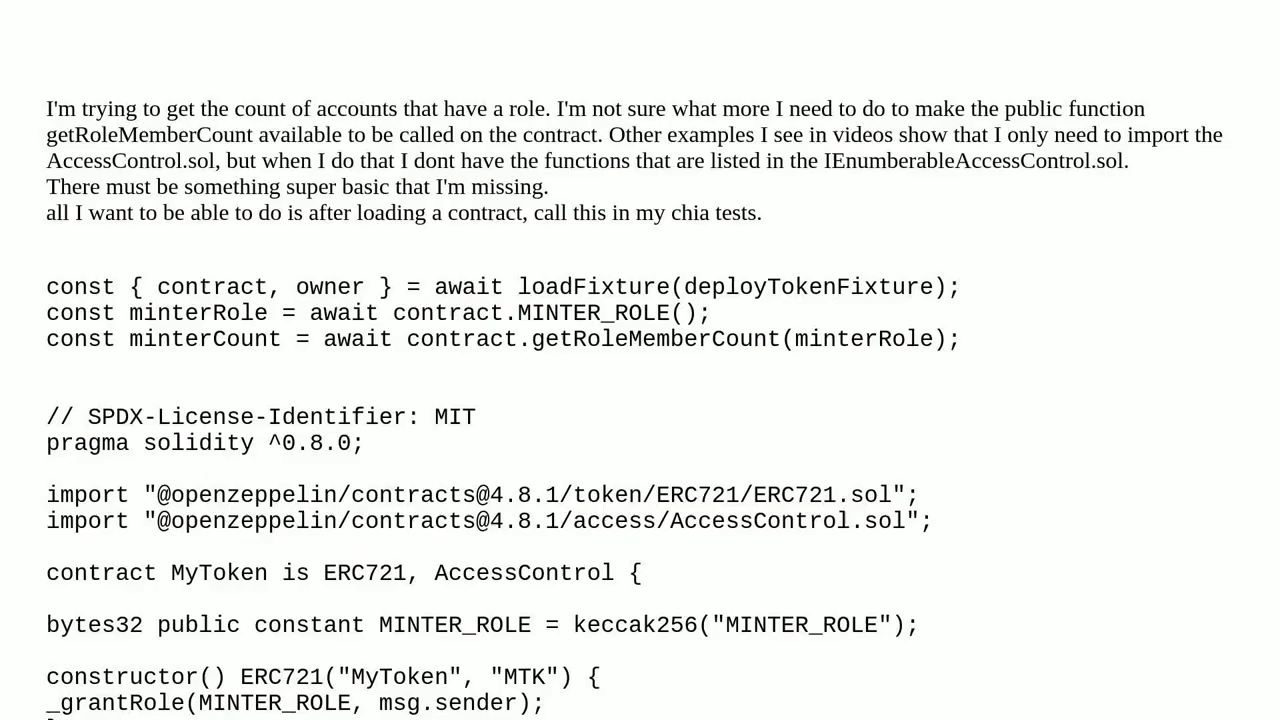 I'm trying to get the count of accounts that have a role. I'm not sure what more I need to do to make the public function
getRoleMemberCount available to be called on the contract. Other examples I see in videos show that I only need to import the
AccessControl.sol, but when I do that I dont have the functions that are listed in the IEnumberableAccessControl.sol.
There must be something super basic that I'm missing.
all I want to be able to do is after loading a contract, call this in my chia tests.
const { contract, owner } = await loadFixture(deployTokenFixture);
const minterRole = await contract.MINTER_ROLE();
const minterCount = await contract.getRoleMemberCount(minterRole);
// SPDX-License-Identifier: MIT
pragma solidity ^0.8.0;
import "@openzeppelin/contracts@4.8.1/token/ERC721/ERC721.sol";
import "@openzeppelin/contracts@4.8.1/access/AccessControl.sol";
contract MyToken is ERC721, AccessControl {
bytes32 public constant MINTER_ROLE = keccak256("MINTER_ROLE");
constructor() ERC721("MyToken", "MTK") {
_grantRole(MINTER_ROLE, msg.sender);